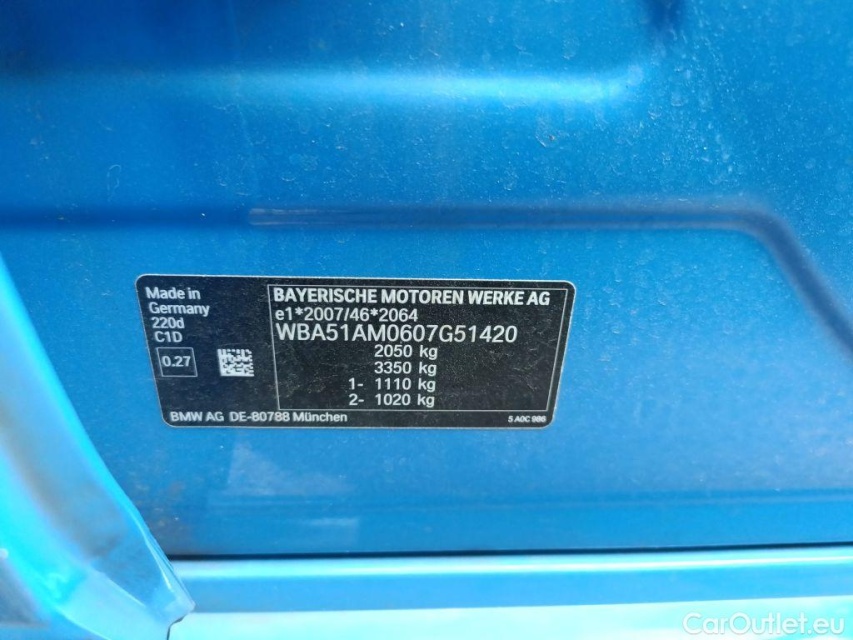 Made in
Germany
220d
C1D
0.27
BAYERISCHE MOTOREN WERKE AG
e1*2007/46*2064
WBA51AM0607G51420
2050 kg
3350 kg
1- 1110 kg
2- 1020 kg
BMW AG DE-80788 München
5 A0C 986
CarOutlet.eu